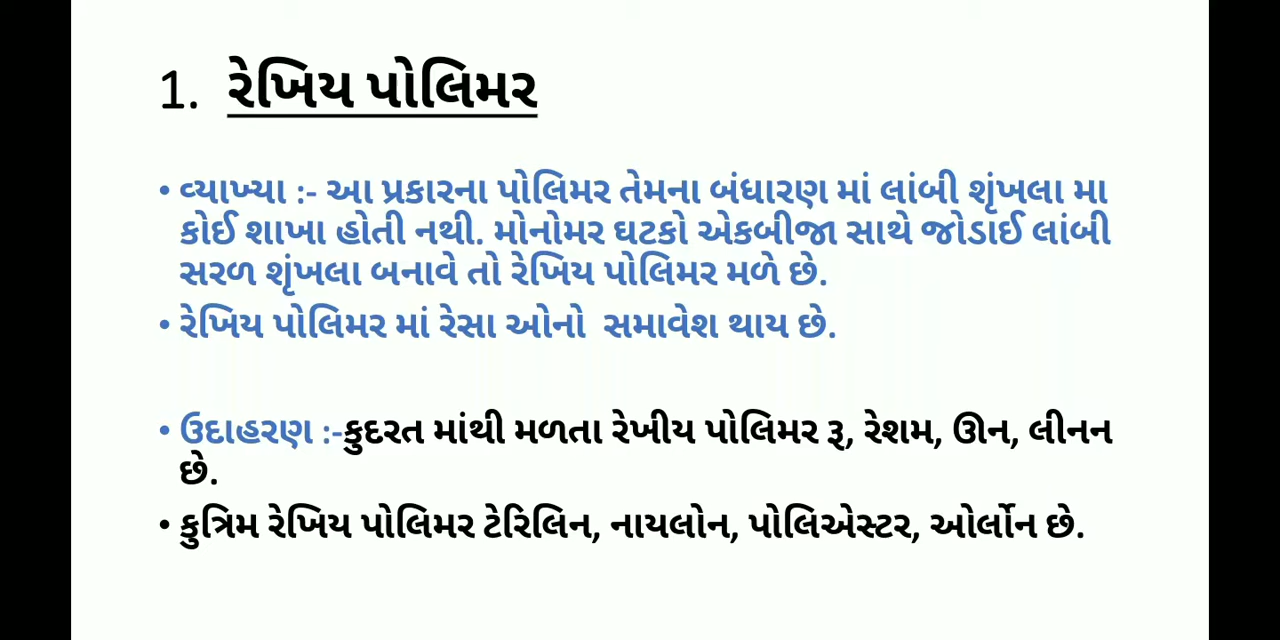 1. રેખિય પોલિમર
• વ્યાખ્યા :- આ પ્રકારના પોલિમર તેમના બંધારણ માં લાંબી શૃંખલા મા
કોઈ શાખા હોતી નથી. મોનોમર ઘટકો એકબીજા સાથે જોડાઈ લાંબી
સરળ શૃંખલા બનાવે તો રેખિય પોલિમર મળે છે.
• રેખિય પોલિમર માં રેસા ઓનો સમાવેશ થાય છે.
• ઉદાહરણ :-કુદરત માંથી મળતા રેખીય પોલિમર રૂ, રેશમ, ઊન, લીનન
છે.
• કુત્રિમ રેખિય પોલિમર ટેરિલિન, નાયલોન, પોલિએસ્ટર, ઓર્લોન છે.